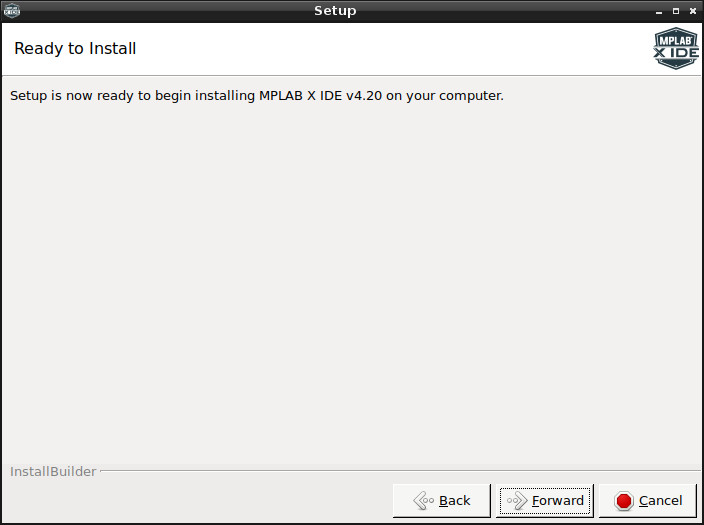 Setup
Ready to Install
MPLAB
X IDE
Setup is now ready to begin installing MPLAB X IDE v4.20 on your computer.
InstallBuilder
Back
Forward
Cancel